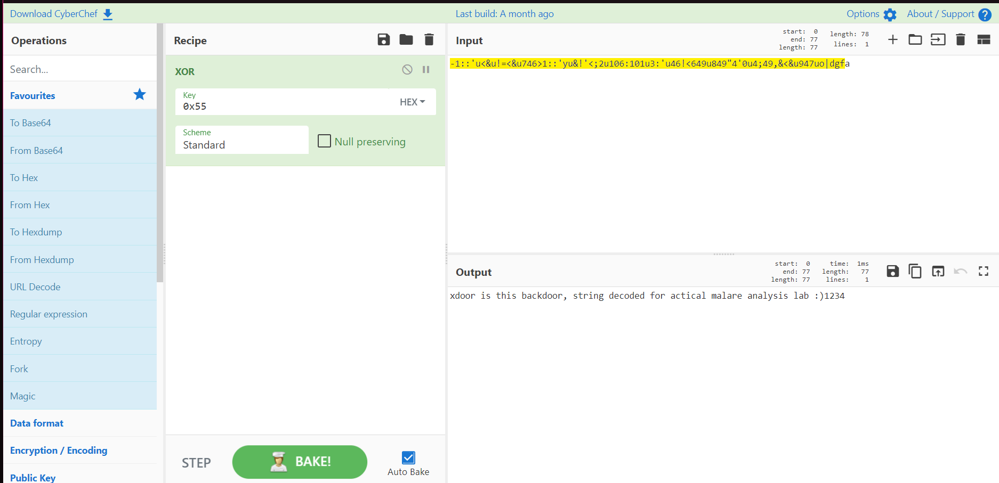 Download CyberChef
Last build: A month ago
Options
About / Support
Operations
Search...
Favourites
To Base64
From Base64
To Hex
From Hex
To Hexdump
From Hexdump
URL Decode
Regular expression
Entropy
Fork
Magic
Data format
Encryption / Encoding
Public Key
Recipe
XOR
Key
0x55
HEX
Scheme
Standard
Null preserving
STEP
BAKE!
Auto Bake
Input
start: 0
end: 77
length: 77
length: 78
lines: 1
-1::'u<&u!=<&u746>1::'yu&!'<;2u106:101u3:'u46!<649u849"4'0u4;49,&<&u947uo|dgfa
Output
start: 0
end: 77
length: 77
time: 1ms
length: 77
lines: 1
xdoor is this backdoor, string decoded for actical malare analysis lab :)1234